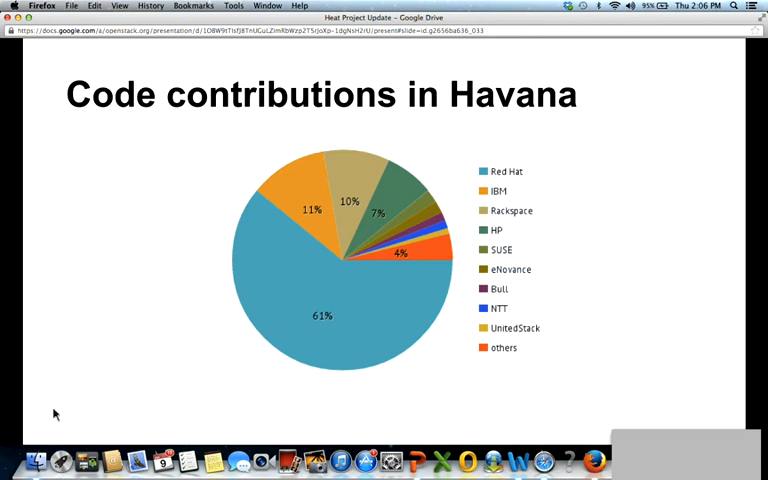 Firefox File Edit View History Bookmarks Tools Window Help 95% Thu 2:06 PM
Heat Project Update – Google Drive
Code contributions in Havana
Red Hat
IBM
Rackspace
HP
SUSE
eNovance
Bull
NTT
UnitedStack
others
11%
10%
7%
4%
61%